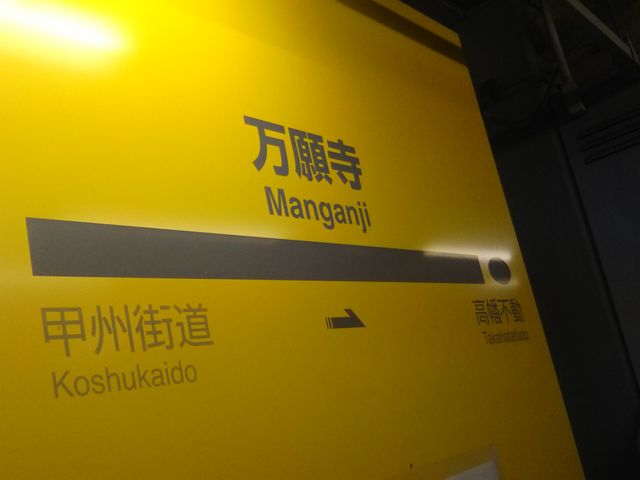 万願寺
Manganji
甲州街道
Koshukaido
高幡不動
Takahatafudo